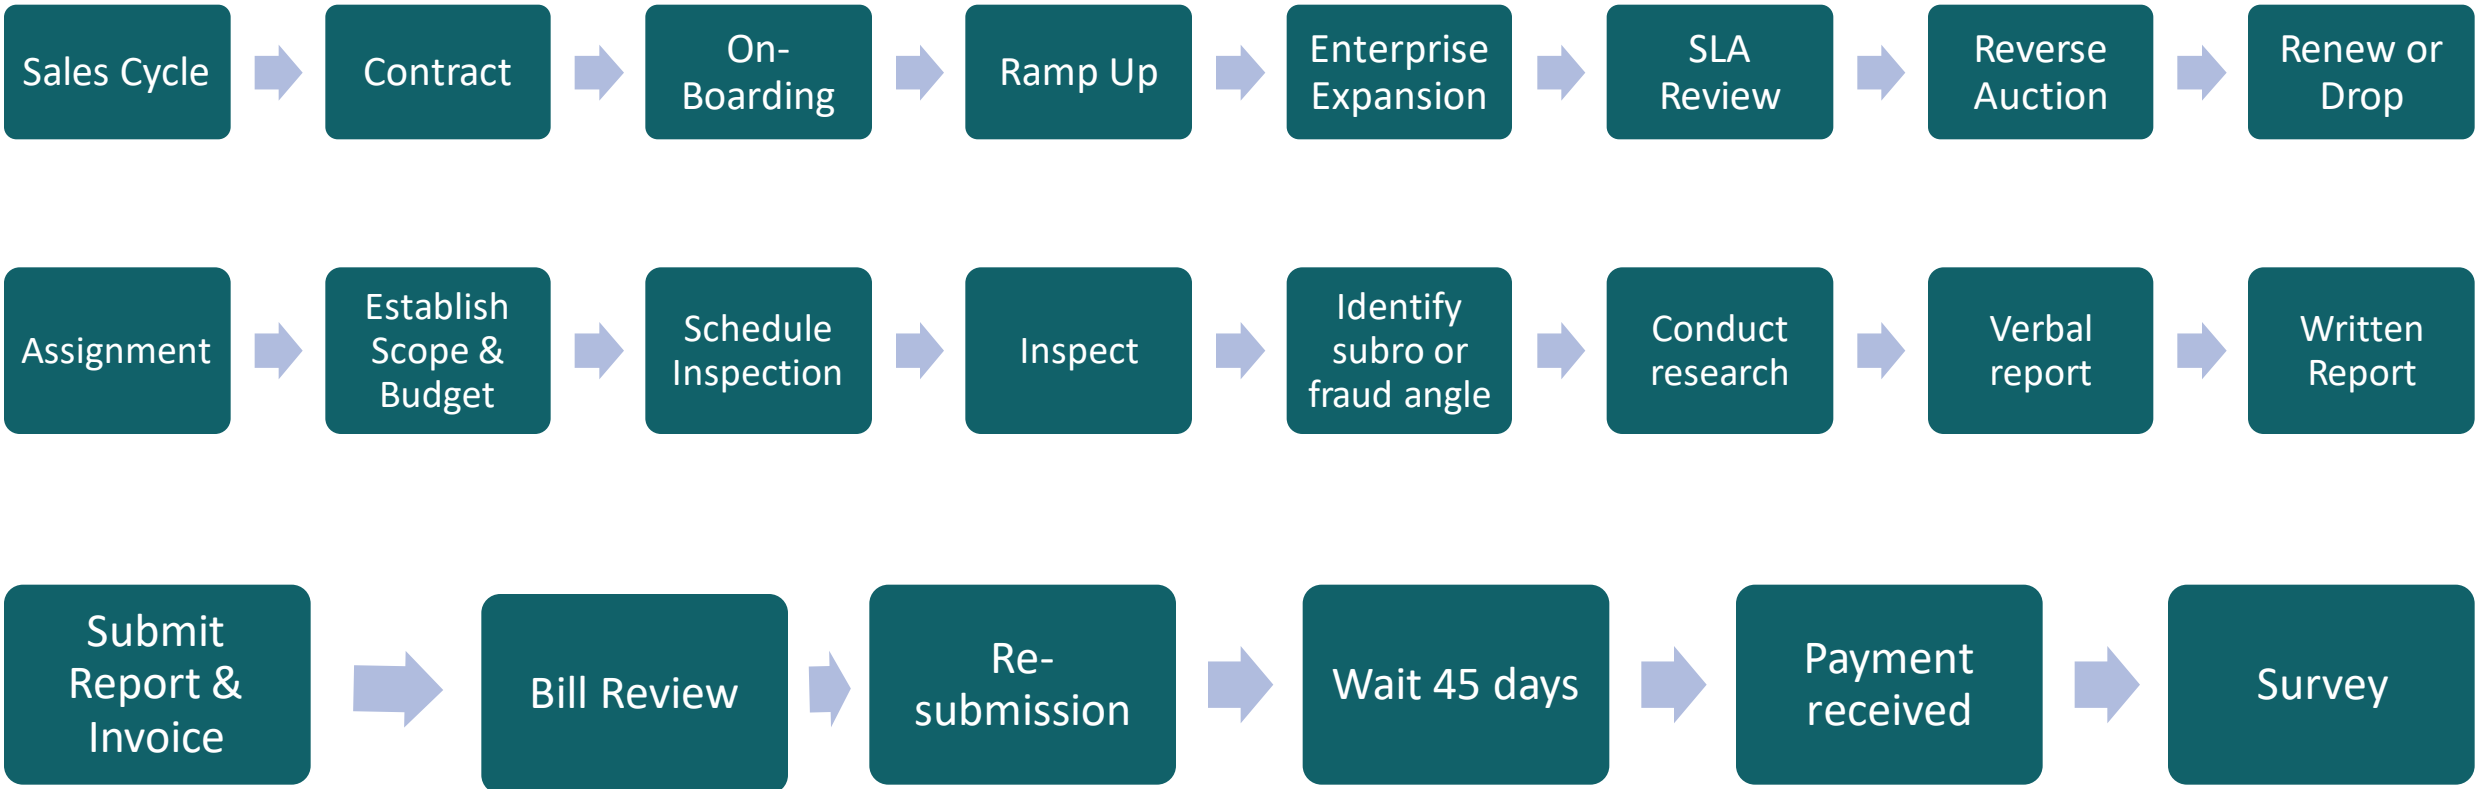 Sales Cycle
Contract
On-
Boarding
Ramp Up
Enterprise
Expansion
SLA
Review
Reverse
Auction
Renew or
Drop
Assignment
Establish
Scope &
Budget
Schedule
Inspection
Inspect
Identify
subro or
fraud angle
Conduct
research
Verbal
report
Written
Report
Submit
Report &
Invoice
Bill Review
Re-
submission
Wait 45 days
Payment
received
Survey